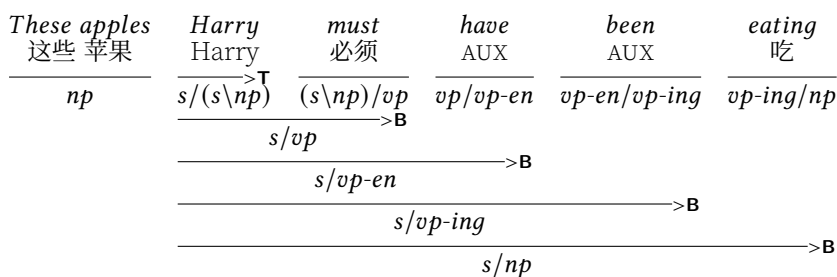 These apples Harry must have been eating
这些 苹果 Harry 必须 AUX AUX 吃
>T
np s/(s\np) (s\np)/vp vp/vp-en vp-en/vp-ing vp-ing/np
>B
s/vp
>B
s/vp-en
>B
s/vp-ing
>B
s/np